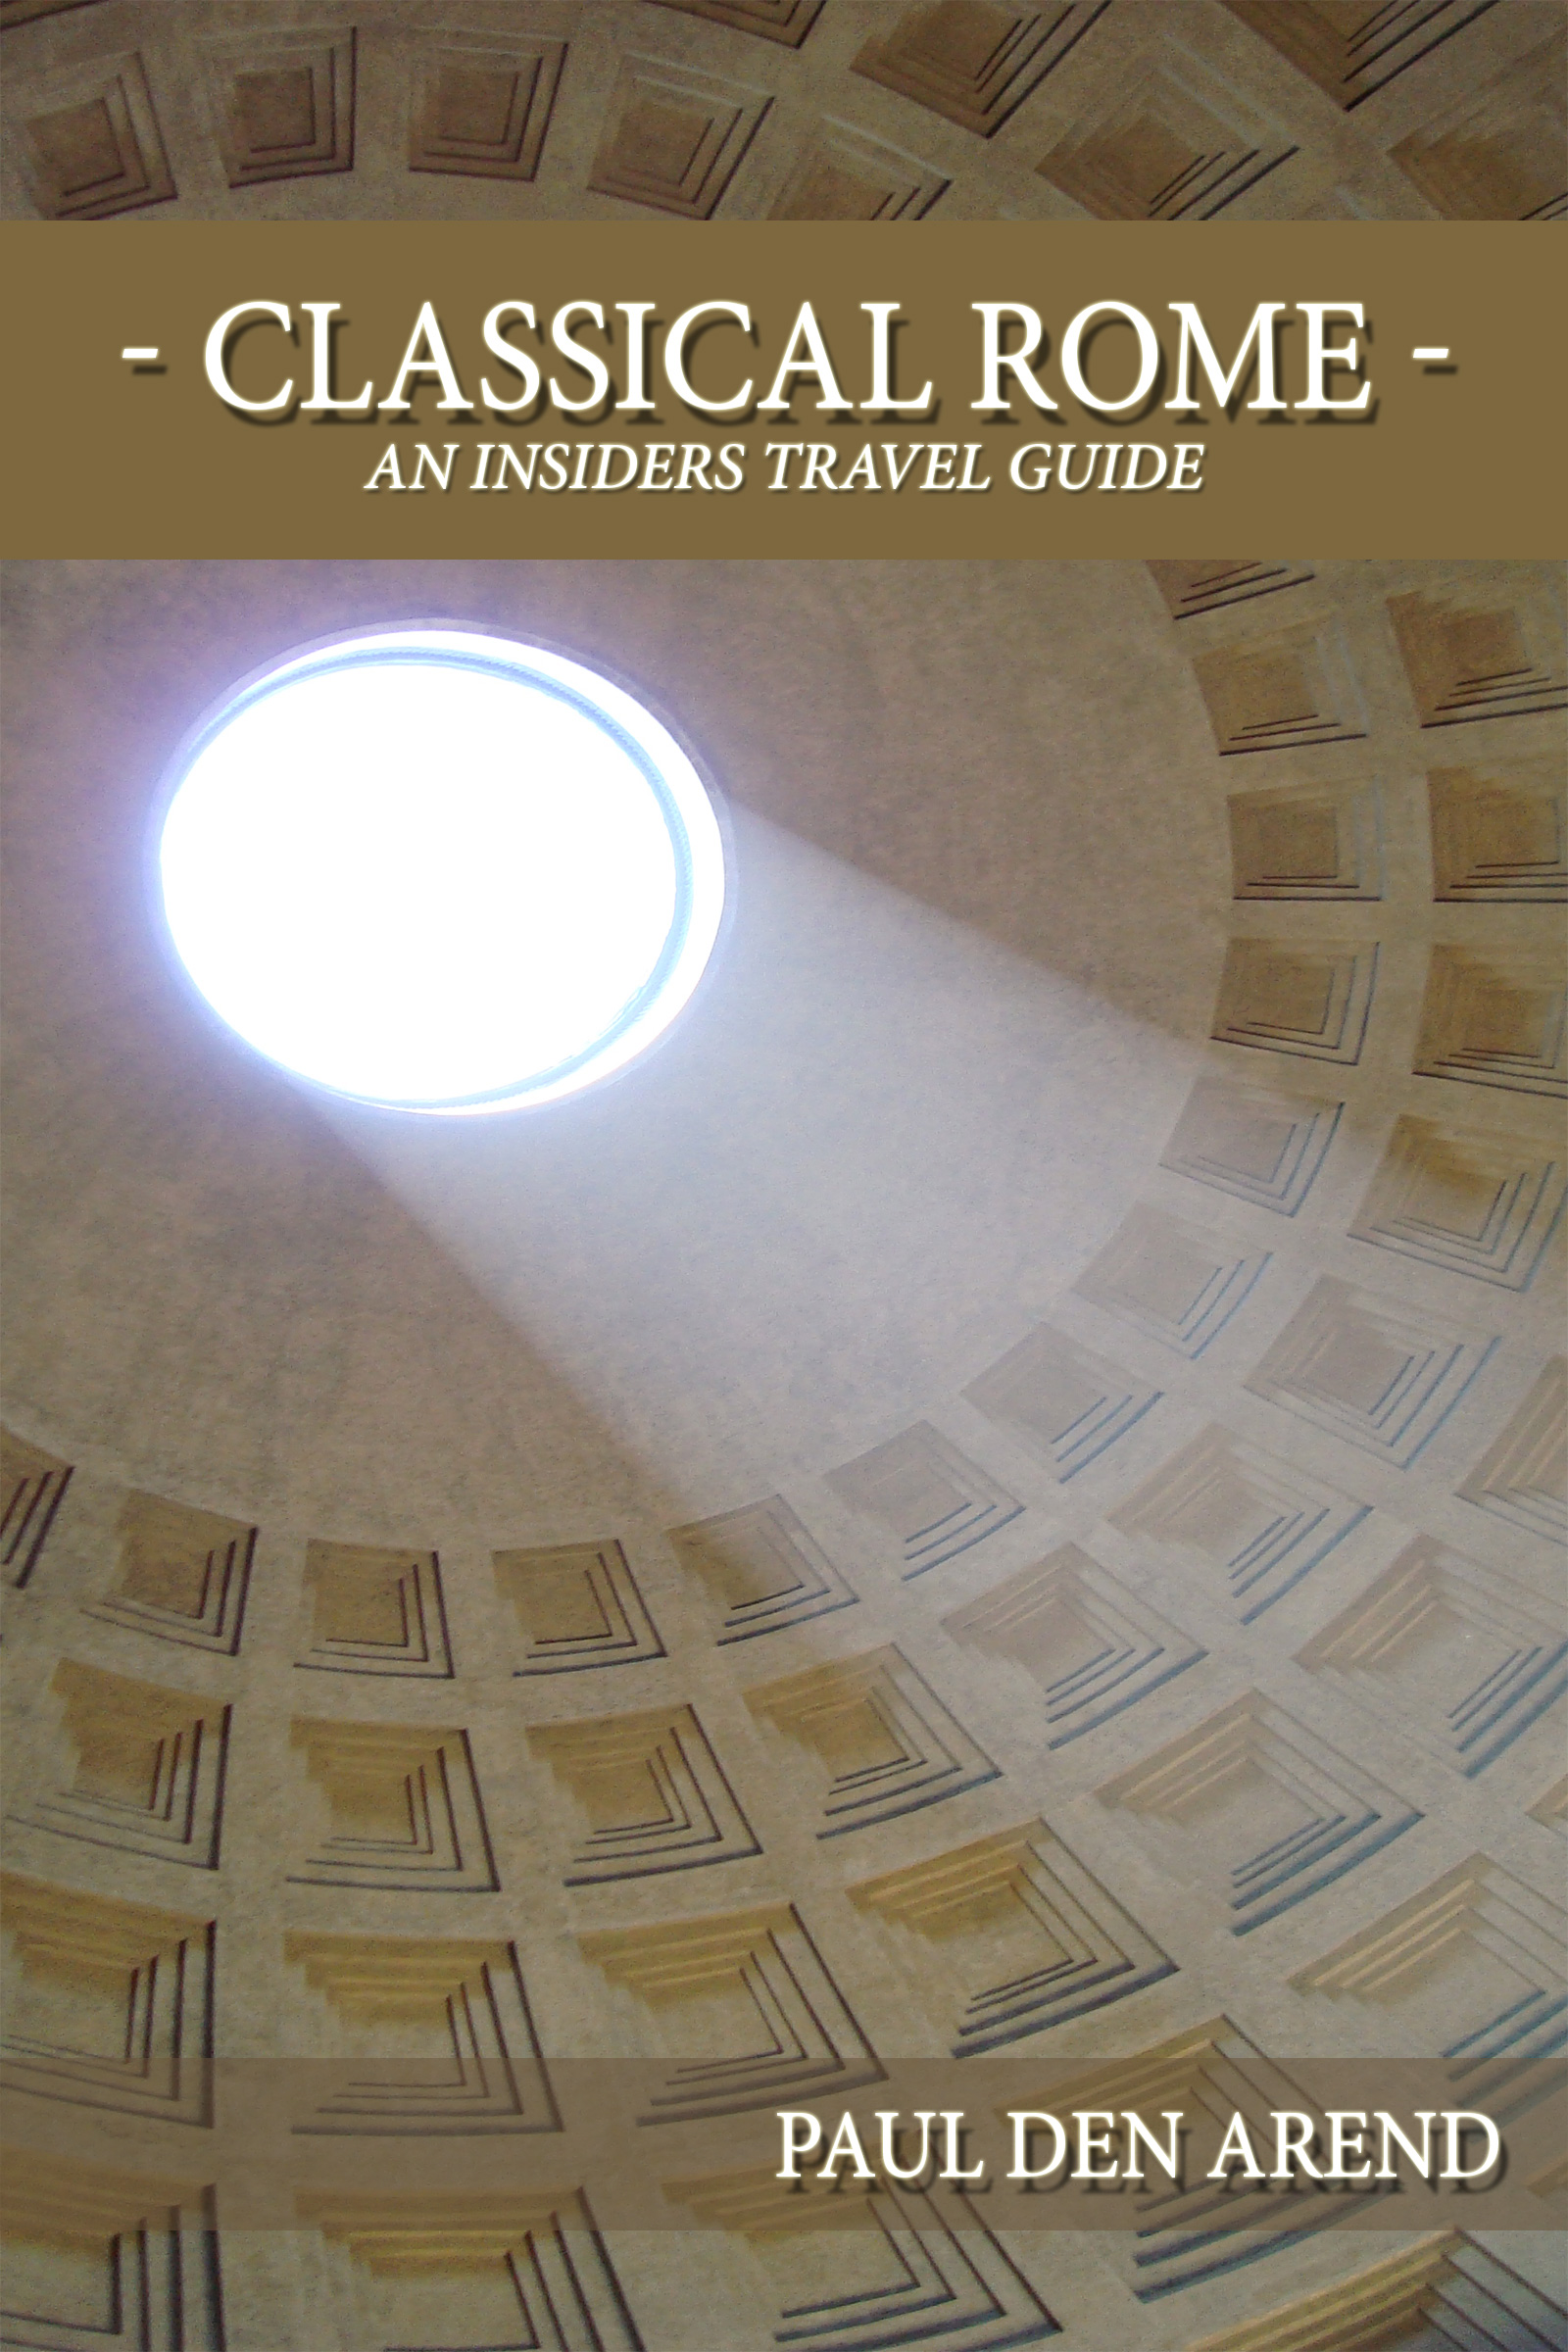 - CLASSICAL ROME -
AN INSIDERS TRAVEL GUIDE
PAUL DEN AREND